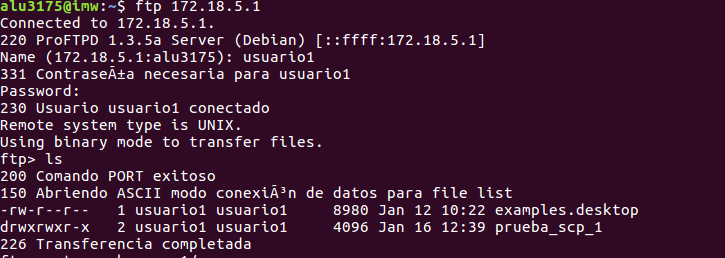 alu3175@imw:~$ ftp 172.18.5.1
Connected to 172.18.5.1.
220 ProFTPD 1.3.5a Server (Debian) [::ffff:172.18.5.1]
Name (172.18.5.1:alu3175): usuario1
331 ContraseÃ±a necesaria para usuario1
Password:
230 Usuario usuario1 conectado
Remote system type is UNIX.
Using binary mode to transfer files.
ftp> ls
200 Comando PORT exitoso
150 Abriendo ASCII modo conexiÃ³n de datos para file list
-rw-r--r--   1 usuario1 usuario1     8980 Jan 12 10:22 examples.desktop
drwxrwxr-x   2 usuario1 usuario1     4096 Jan 16 12:39 prueba_scp_1
226 Transferencia completada